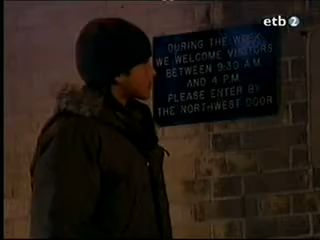 etb 2
DURING THE WEEK
WE WELCOME VISITORS
BETWEEN 9:30 A.M.
AND 4 P.M.
PLEASE ENTER BY
THE NORTHWEST DOOR